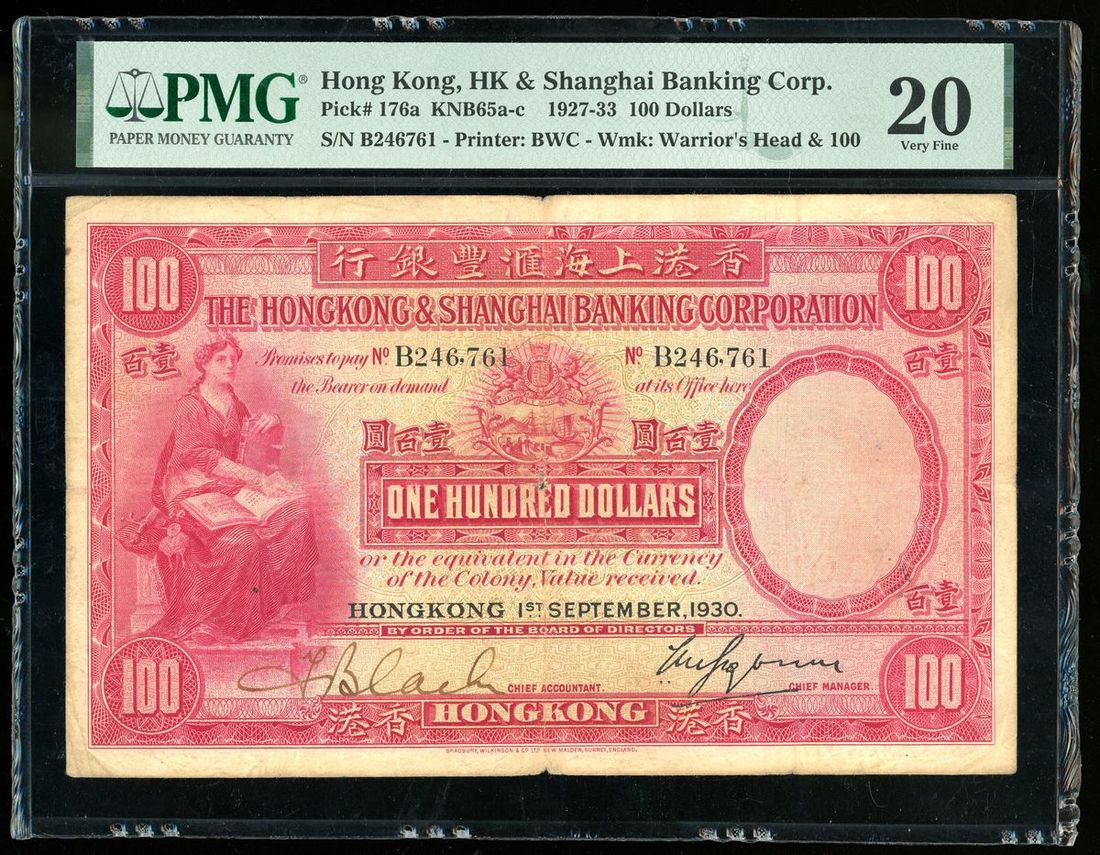 PMG®
PAPER MONEY GUARANTY
Hong Kong, HK & Shanghai Banking Corp.
Pick# 176a KNB65a-c 1927-33 100 Dollars
S/N B246761 - Printer: BWC - Wmk: Warrior's Head & 100
20
Very Fine
行銀豐滙海上港香
100 100
THE HONGKONG & SHANGHAI BANKING CORPORATION
百壹 百壹
Promises to pay Nº B246,761 Nº B246,761
the Bearer on demand at its Office here
圓百壹 圓百壹
ONE HUNDRED DOLLARS
or the equivalent in the Currency
of the Colony, Value received.
百壹
HONGKONG 1ST SEPTEMBER, 1930.
BY ORDER OF THE BOARD OF DIRECTORS
100 100
CHIEF ACCOUNTANT. CHIEF MANAGER.
港香 HONGKONG 港香
BRADBURY, WILKINSON & Cº LTD NEW MALDEN, SURREY, ENGLAND.